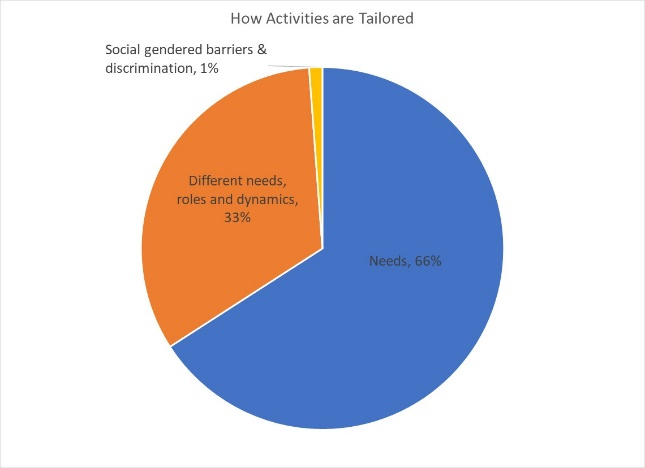 How Activities are Tailored
Social gendered barriers &
discrimination, 1%
Different needs,
roles and dynamics,
33%
Needs, 66%